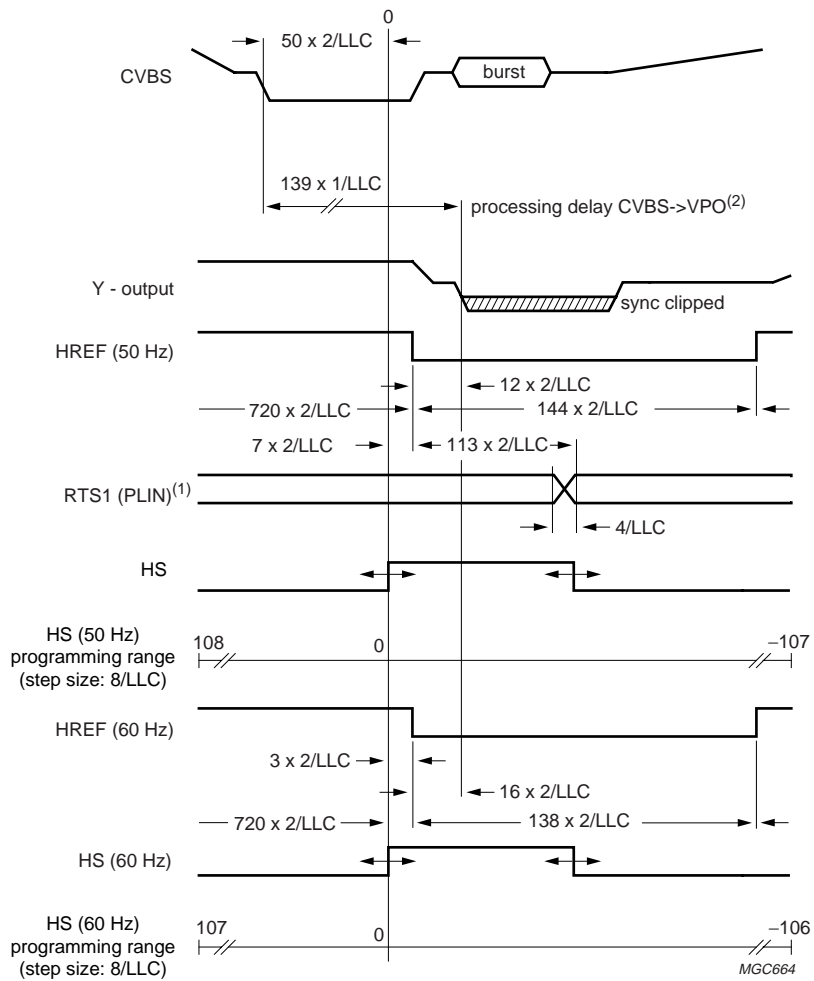 0
50 x 2/LLC
CVBS
burst
139 x 1/LLC
processing delay CVBS->VPO(2)
Y - output
sync clipped
HREF (50 Hz)
12 x 2/LLC
720 x 2/LLC
144 x 2/LLC
7 x 2/LLC
113 x 2/LLC
RTS1 (PLIN)(1)
4/LLC
HS
HS (50 Hz)
programming range
(step size: 8/LLC)
108
0
−107
HREF (60 Hz)
3 x 2/LLC
16 x 2/LLC
720 x 2/LLC
138 x 2/LLC
HS (60 Hz)
HS (60 Hz)
programming range
(step size: 8/LLC)
107
0
−106
MGC664